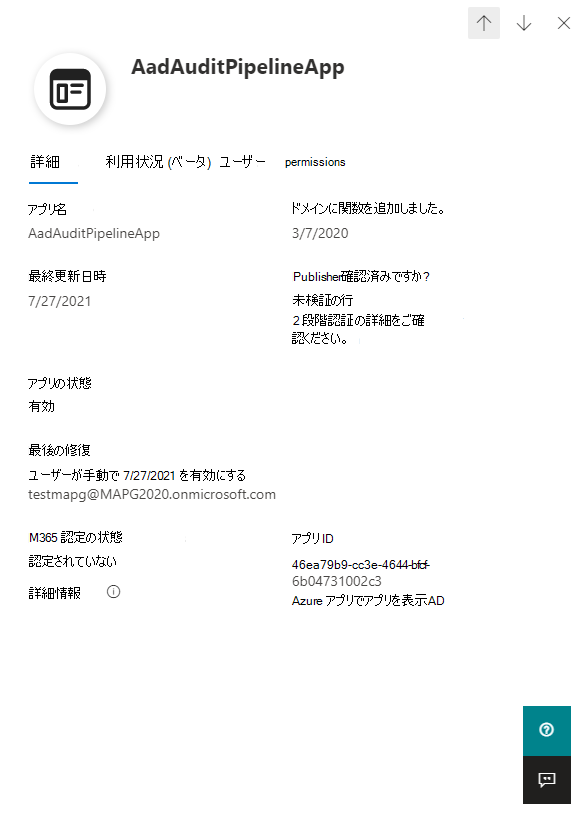 AadAuditPipelineApp
詳細 利用状況 (ベータ) ユーザー permissions
アプリ名
AadAuditPipelineApp
ドメインに関数を追加しました。
3/7/2020
最終更新日時
7/27/2021
Publisher確認済みですか?
未検証の行
2 段階認証の詳細をご確
認ください。
アプリの状態
有効
最後の修復
ユーザーが手動で 7/27/2021 を有効にする
testmapg@MAPG2020.onmicrosoft.com
M365 認定の状態
認定されていない
詳細情報
アプリ ID
46ea79b9-cc3e-4644-bfcf-
6b04731002c3
Azure アプリでアプリを表示AD